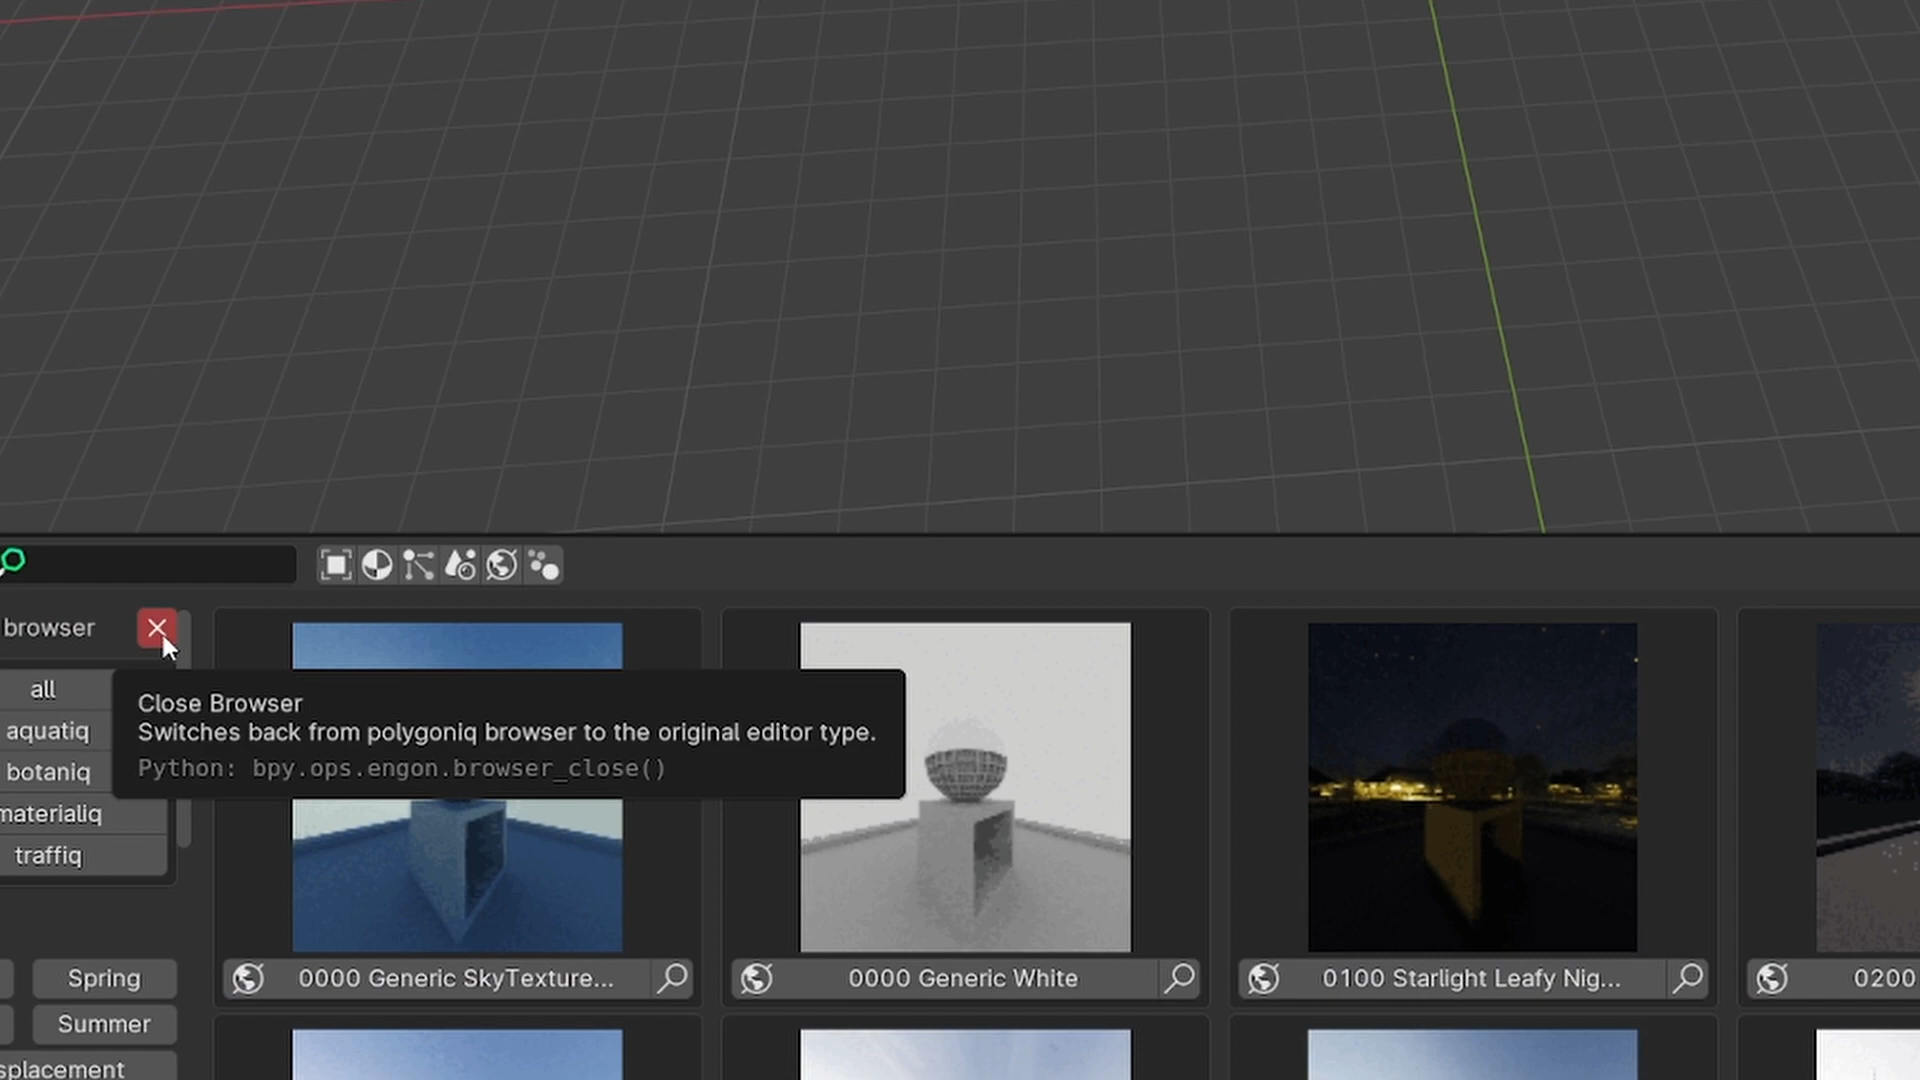 browser
all
aquatiq
botaniq
materialiq
traffiq
Close Browser
Switches back from polygoniq browser to the original editor type.
Python: bpy.ops.engon.browser_close()
0000 Generic SkyTexture...
0000 Generic White
0100 Starlight Leafy Nig...
0200
Spring
Summer
splacement